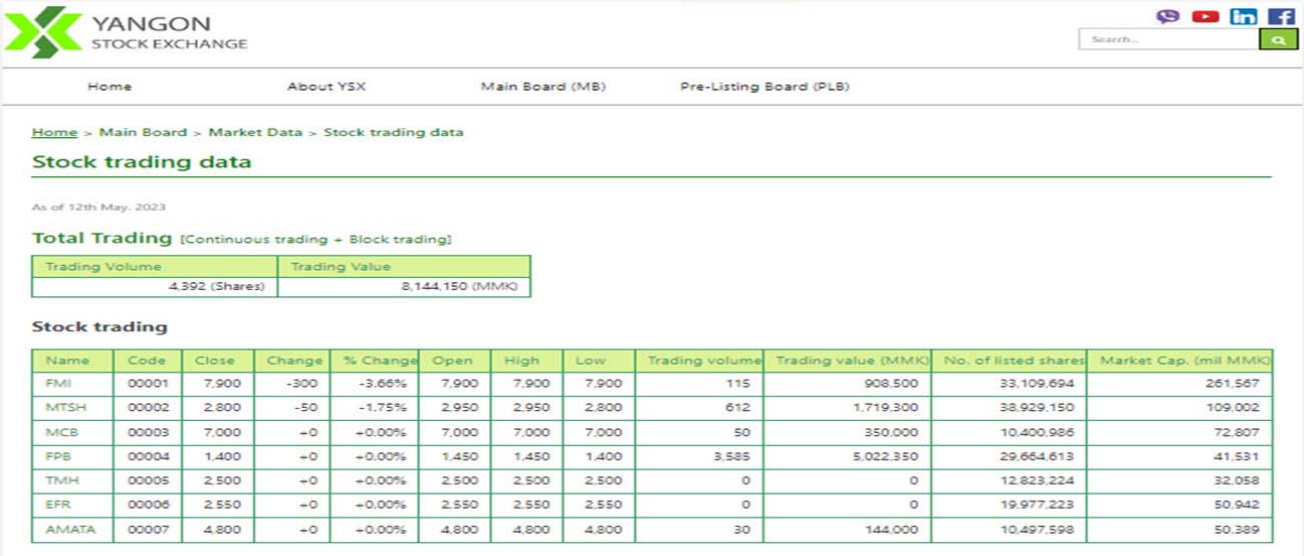 YANGON
STOCK EXCHANGE
Search...
Home About YSX Main Board (MB) Pre-Listing Board (PLB)
Home > Main Board > Market Data > Stock trading data
Stock trading data
As of 12th May. 2023
Total Trading [Continuous trading + Block trading]
Trading Volume Trading Value
4,392 (Shares) 8,144,150 (MMK)
Stock trading
Name Code Close Change % Change Open High Low Trading volume Trading value (MMK) No. of listed shares Market Cap. (mil MMK)
FMI 00001 7,900 -300 -3.66% 7,900 7,900 7,900 115 908,500 33,109,694 261,567
MTSH 00002 2,800 -50 -1.75% 2,950 2,950 2,800 612 1,719,300 38,929,150 109,002
MCB 00003 7,000 +0 +0.00% 7,000 7,000 7,000 50 350,000 10,400,986 72,807
FPB 00004 1,400 +0 +0.00% 1,450 1,450 1,400 3,585 5,022,350 29,664,613 41,531
TMH 00005 2,500 +0 +0.00% 2,500 2,500 2,500 0 0 12,823,224 32,058
EFR 00006 2,550 +0 +0.00% 2,550 2,550 2,550 0 0 19,977,223 50,942
AMATA 00007 4,800 +0 +0.00% 4,800 4,800 4,800 30 144,000 10,497,598 50,389